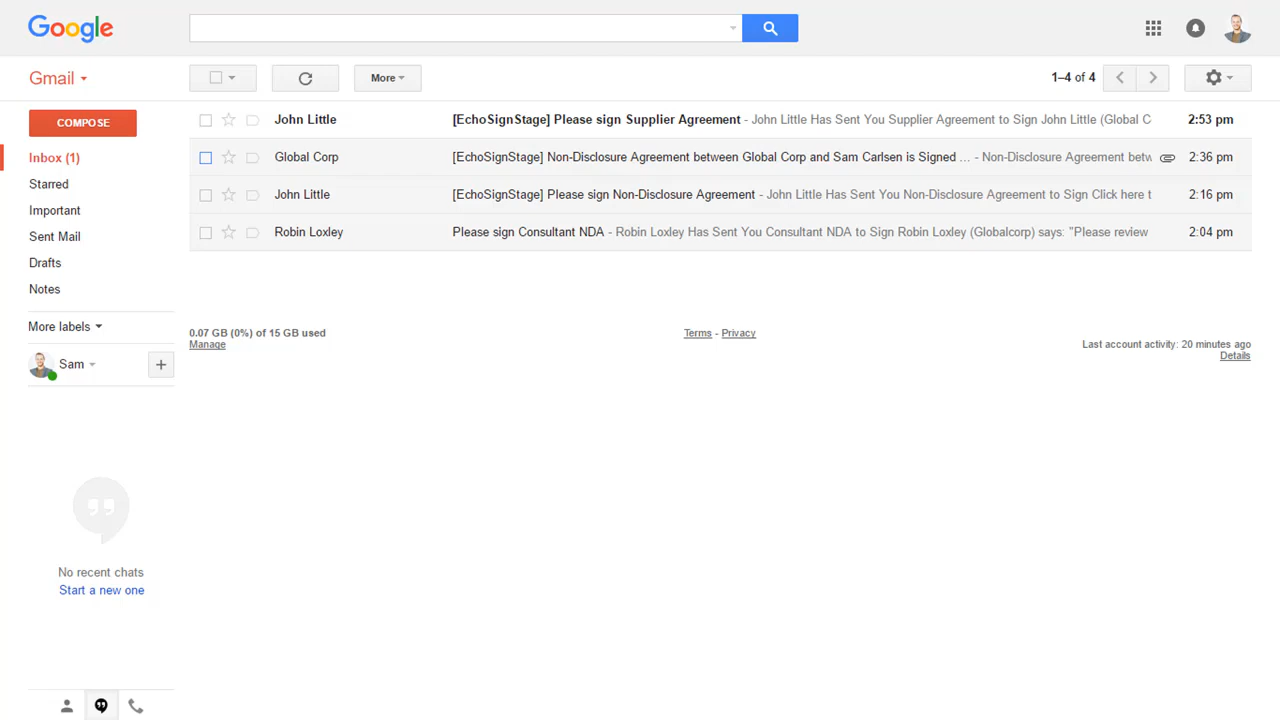 Google
Gmail
More
1–4 of 4
COMPOSE
Inbox (1)
Starred
Important
Sent Mail
Drafts
Notes
More labels
Sam
John Little [EchoSignStage] Please sign Supplier Agreement - John Little Has Sent You Supplier Agreement to Sign John Little (Global C 2:53 pm
Global Corp [EchoSignStage] Non-Disclosure Agreement between Global Corp and Sam Carlsen is Signed ... - Non-Disclosure Agreement betw 2:36 pm
John Little [EchoSignStage] Please sign Non-Disclosure Agreement - John Little Has Sent You Non-Disclosure Agreement to Sign Click here t 2:16 pm
Robin Loxley Please sign Consultant NDA - Robin Loxley Has Sent You Consultant NDA to Sign Robin Loxley (Globalcorp) says: "Please review 2:04 pm
0.07 GB (0%) of 15 GB used
Manage
Terms - Privacy
Last account activity: 20 minutes ago
Details
No recent chats
Start a new one